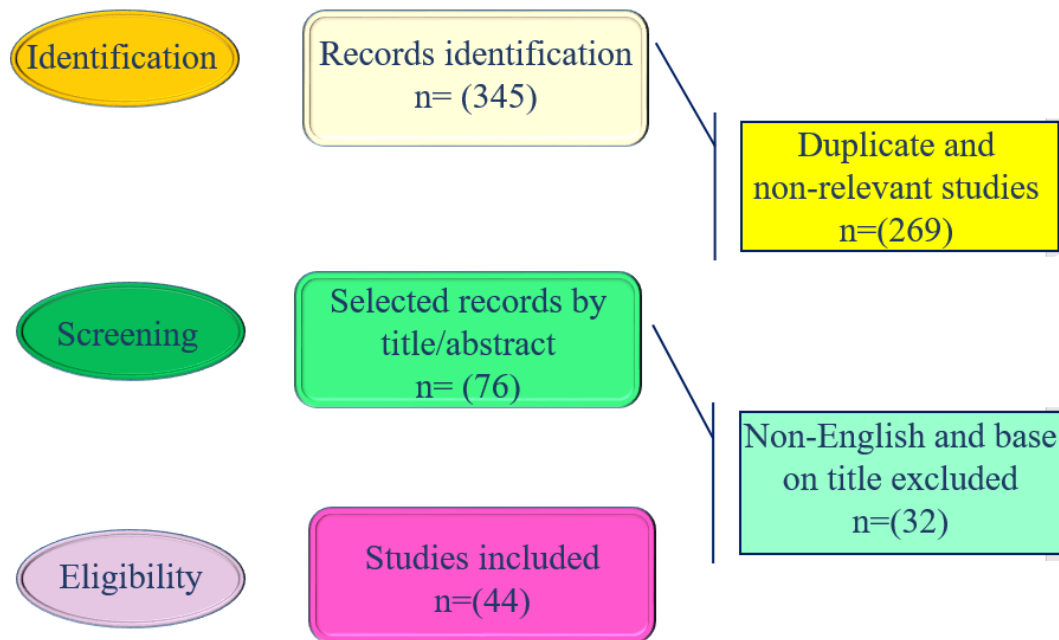 Identification
Records identification
n= (345)
Duplicate and
non-relevant studies
n=(269)
Screening
Selected records by
title/abstract
n= (76)
Non-English and base
on title excluded
n=(32)
Eligibility
Studies included
n=(44)